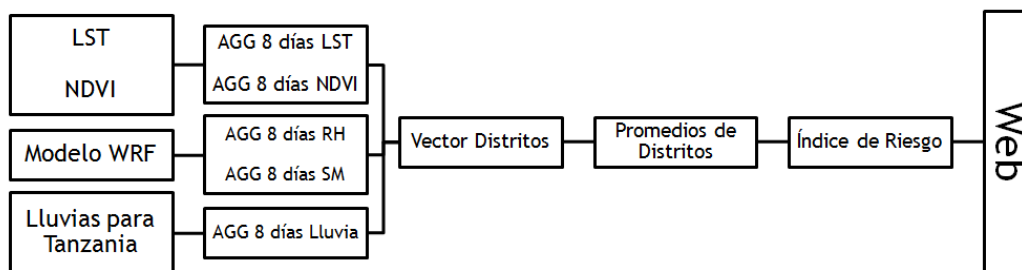 LST
NDVI
AGG 8 días LST
AGG 8 días NDVI
Modelo WRF
AGG 8 días RH
AGG 8 días SM
Lluvias para
Tanzania
AGG 8 días Lluvia
Vector Distritos
Promedios de
Distritos
Índice de Riesgo
Web